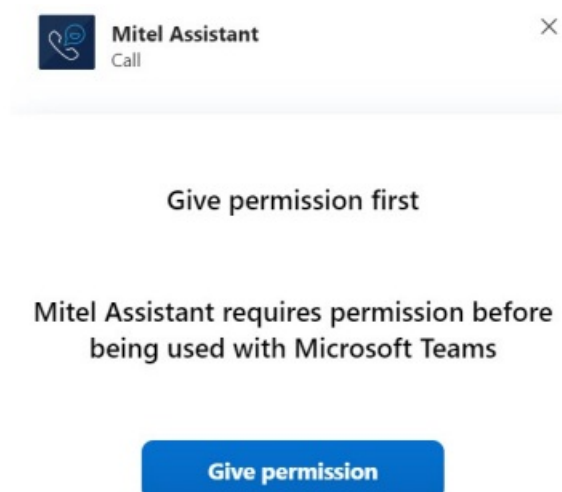 Mitel Assistant
Call
Give permission first
Mitel Assistant requires permission before
being used with Microsoft Teams
Give permission